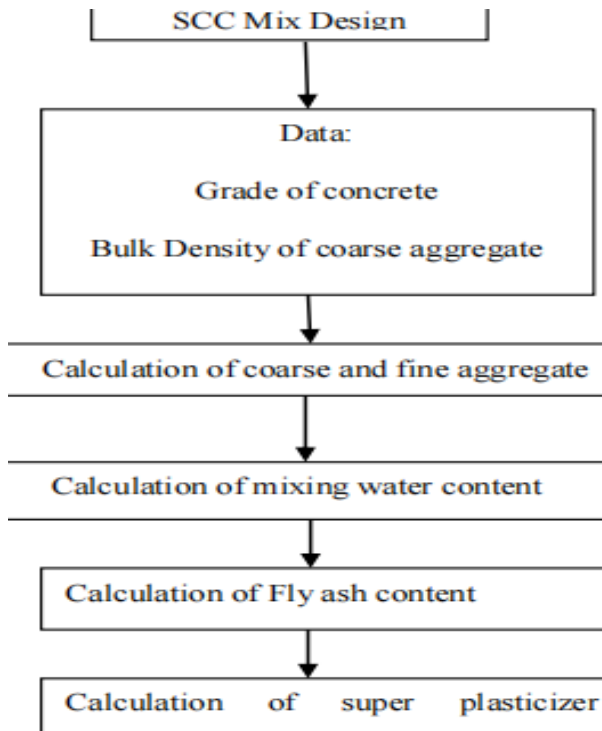 SCC Mix Design
Data:
Grade of concrete
Bulk Density of coarse aggregate
Calculation of coarse and fine aggregate
Calculation of mixing water content
Calculation of Fly ash content
Calculation of super plasticizer